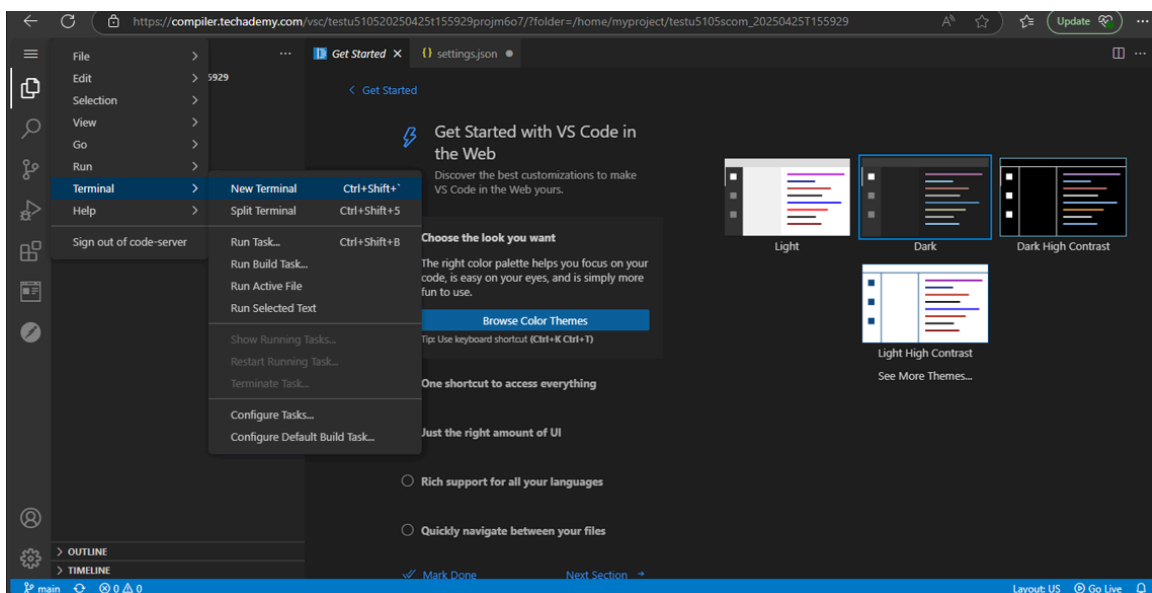 https://compiler.techademy.com/vsc/testu510520250425t155929projm6o7/?folder=/home/myproject/testu5105scom_20250425T155929
Update
File
Edit
Selection
View
Go
Run
Terminal
Help
Sign out of code-server
5929
New Terminal Ctrl+Shift+`
Split Terminal Ctrl+Shift+5
Run Task... Ctrl+Shift+B
Run Build Task...
Run Active File
Run Selected Text
Show Running Tasks...
Restart Running Task...
Terminate Task...
Configure Tasks...
Configure Default Build Task...
Get Started
{} settings.json
< Get Started
Get Started with VS Code in
the Web
Discover the best customizations to make
VS Code in the Web yours.
Choose the look you want
The right color palette helps you focus on your
code, is easy on your eyes, and is simply more
fun to use.
Browse Color Themes
Tip: Use keyboard shortcut (Ctrl+K Ctrl+T)
One shortcut to access everything
Just the right amount of UI
Rich support for all your languages
Quickly navigate between your files
Mark Done
Next Section →
Light
Dark
Dark High Contrast
Light High Contrast
See More Themes...
> OUTLINE
> TIMELINE
main 0 0
Layout: US Go Live